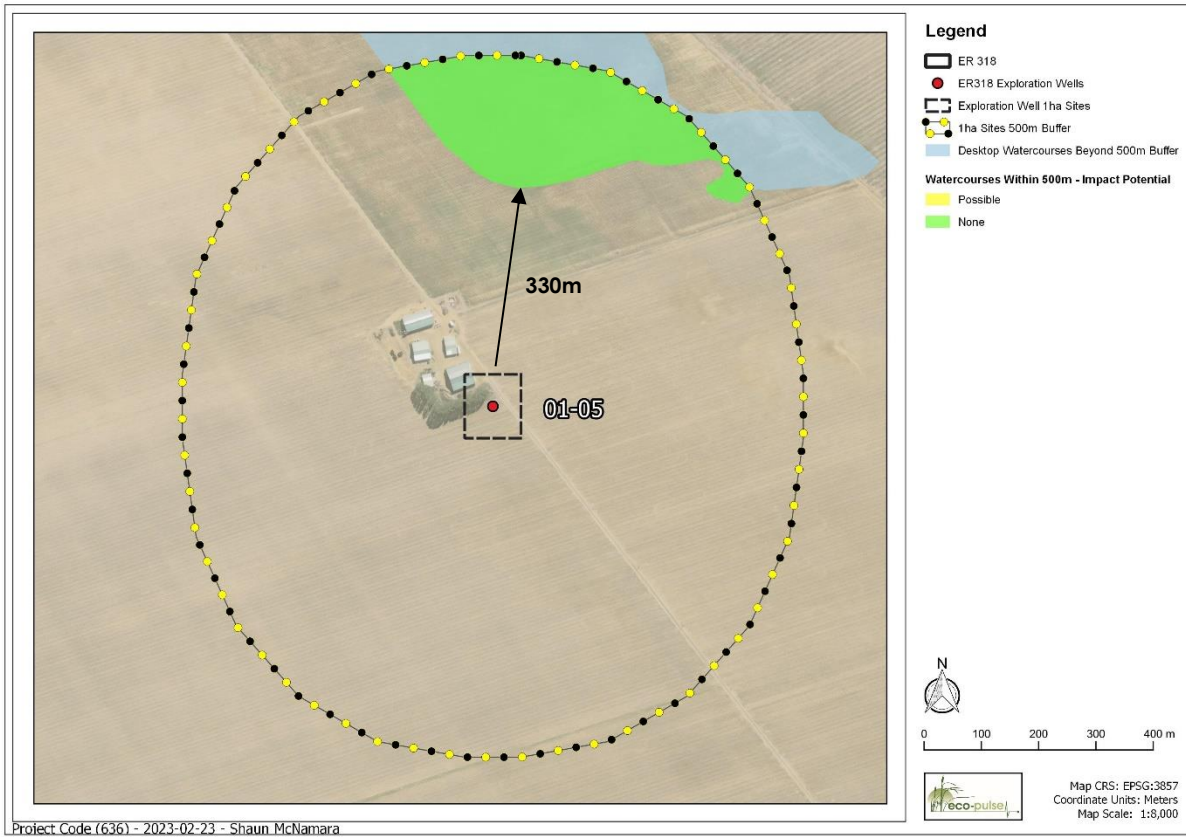 330m
01-05
Legend
ER 318
ER318 Exploration Wells
Exploration Well 1ha Sites
1ha Sites 500m Buffer
Desktop Watercourses Beyond 500m Buffer
Watercourses Within 500m - Impact Potential
Possible
None
N
0 100 200 300 400 m
eco-pulse
Map CRS: EPSG:3857
Coordinate Units: Meters
Map Scale: 1:8,000
Project Code (636) - 2023-02-23 - Shaun McNamara